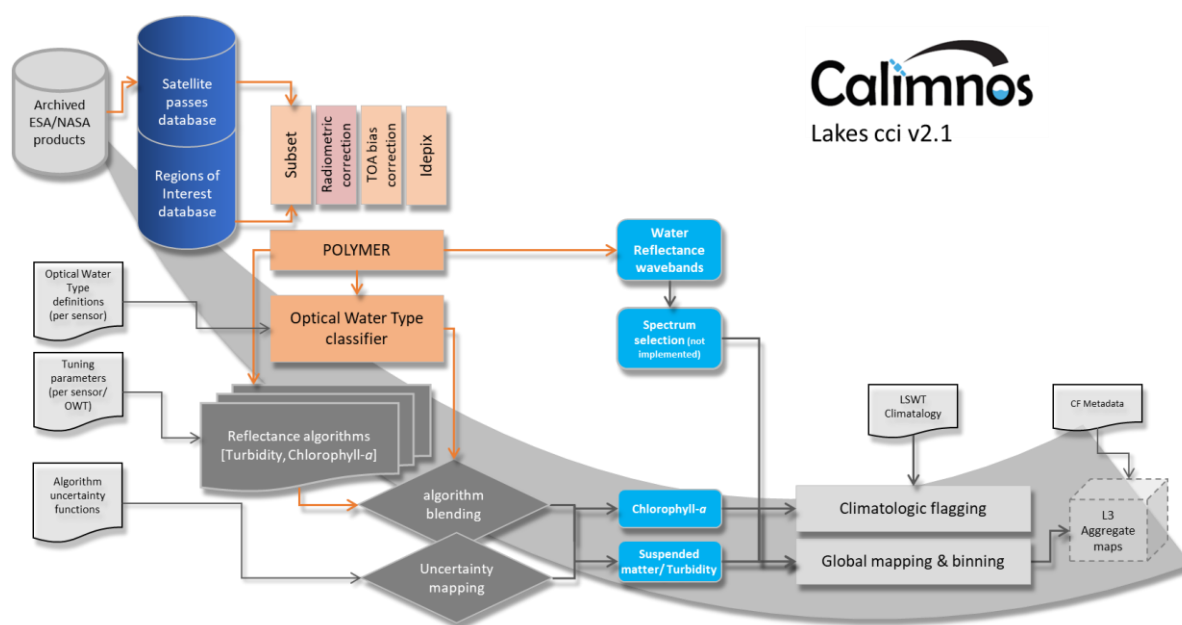 Calimnos
Lakes cci v2.1
Archived
ESA/NASA
products
Satellite
passes
database
Regions of
Interest
database
Subset
Radiometric
correction
TOA bias
correction
Idepix
POLYMER
Water
Reflectance
wavebands
Optical Water
Type
definitions
(per sensor)
Optical Water Type
classifier
Spectrum
selection (not
implemented)
Tuning
parameters
(per sensor/
OWT)
Reflectance algorithms
[Turbidity, Chlorophyll-a]
LSWT
Climatalogy
CF Metadata
Algorithm
uncertainty
functions
algorithm
blending
Chlorophyll-a
Climatologic flagging
L3
Aggregate
maps
Uncertainty
mapping
Suspended
matter/ Turbidity
Global mapping & binning